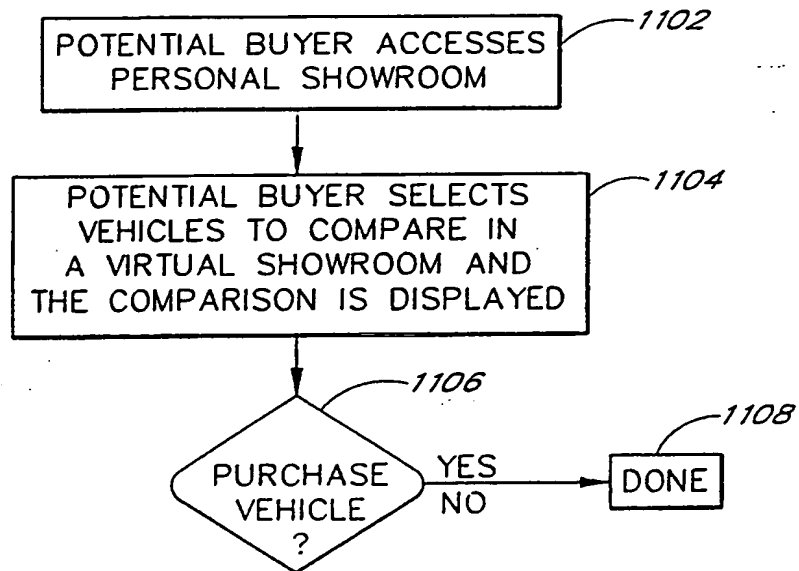 1102
POTENTIAL BUYER ACCESSES
PERSONAL SHOWROOM
1104
POTENTIAL BUYER SELECTS
VEHICLES TO COMPARE IN
A VIRTUAL SHOWROOM AND
THE COMPARISON IS DISPLAYED
1106
PURCHASE
VEHICLE
?
YES
NO
1108
DONE